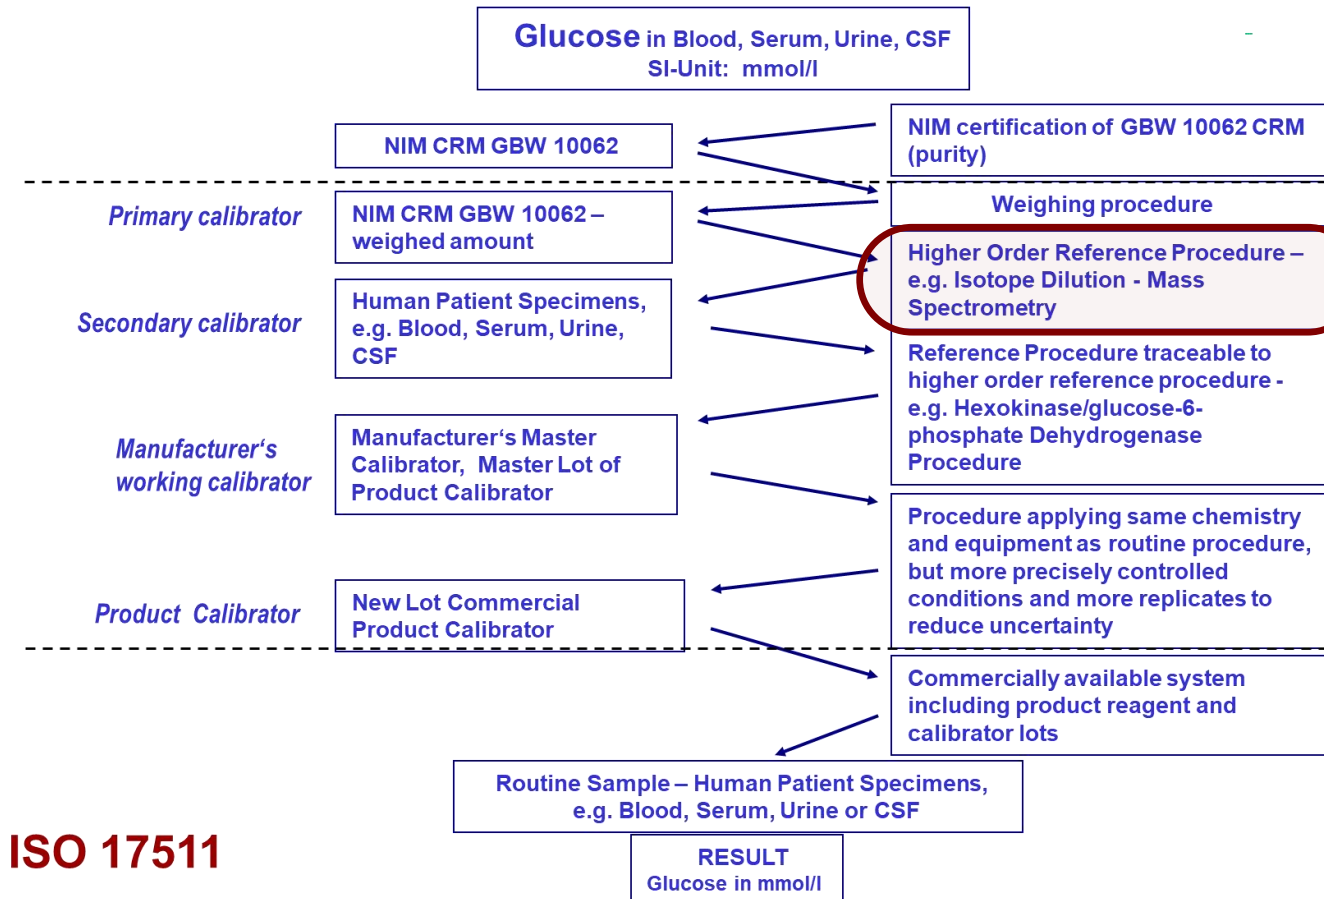 Glucose in Blood, Serum, Urine, CSF
SI-Unit: mmol/l
NIM CRM GBW 10062
NIM certification of GBW 10062 CRM
(purity)
Primary calibrator
NIM CRM GBW 10062 –
weighed amount
Weighing procedure
Higher Order Reference Procedure –
e.g. Isotope Dilution - Mass
Spectrometry
Secondary calibrator
Human Patient Specimens,
e.g. Blood, Serum, Urine,
CSF
Reference Procedure traceable to
higher order reference procedure -
e.g. Hexokinase/glucose-6-
phosphate Dehydrogenase
Procedure
Manufacturer‘s
working calibrator
Manufacturer‘s Master
Calibrator, Master Lot of
Product Calibrator
Procedure applying same chemistry
and equipment as routine procedure,
but more precisely controlled
conditions and more replicates to
reduce uncertainty
Product Calibrator
New Lot Commercial
Product Calibrator
Commercially available system
including product reagent and
calibrator lots
Routine Sample – Human Patient Specimens,
e.g. Blood, Serum, Urine or CSF
ISO 17511
RESULT
Glucose in mmol/l